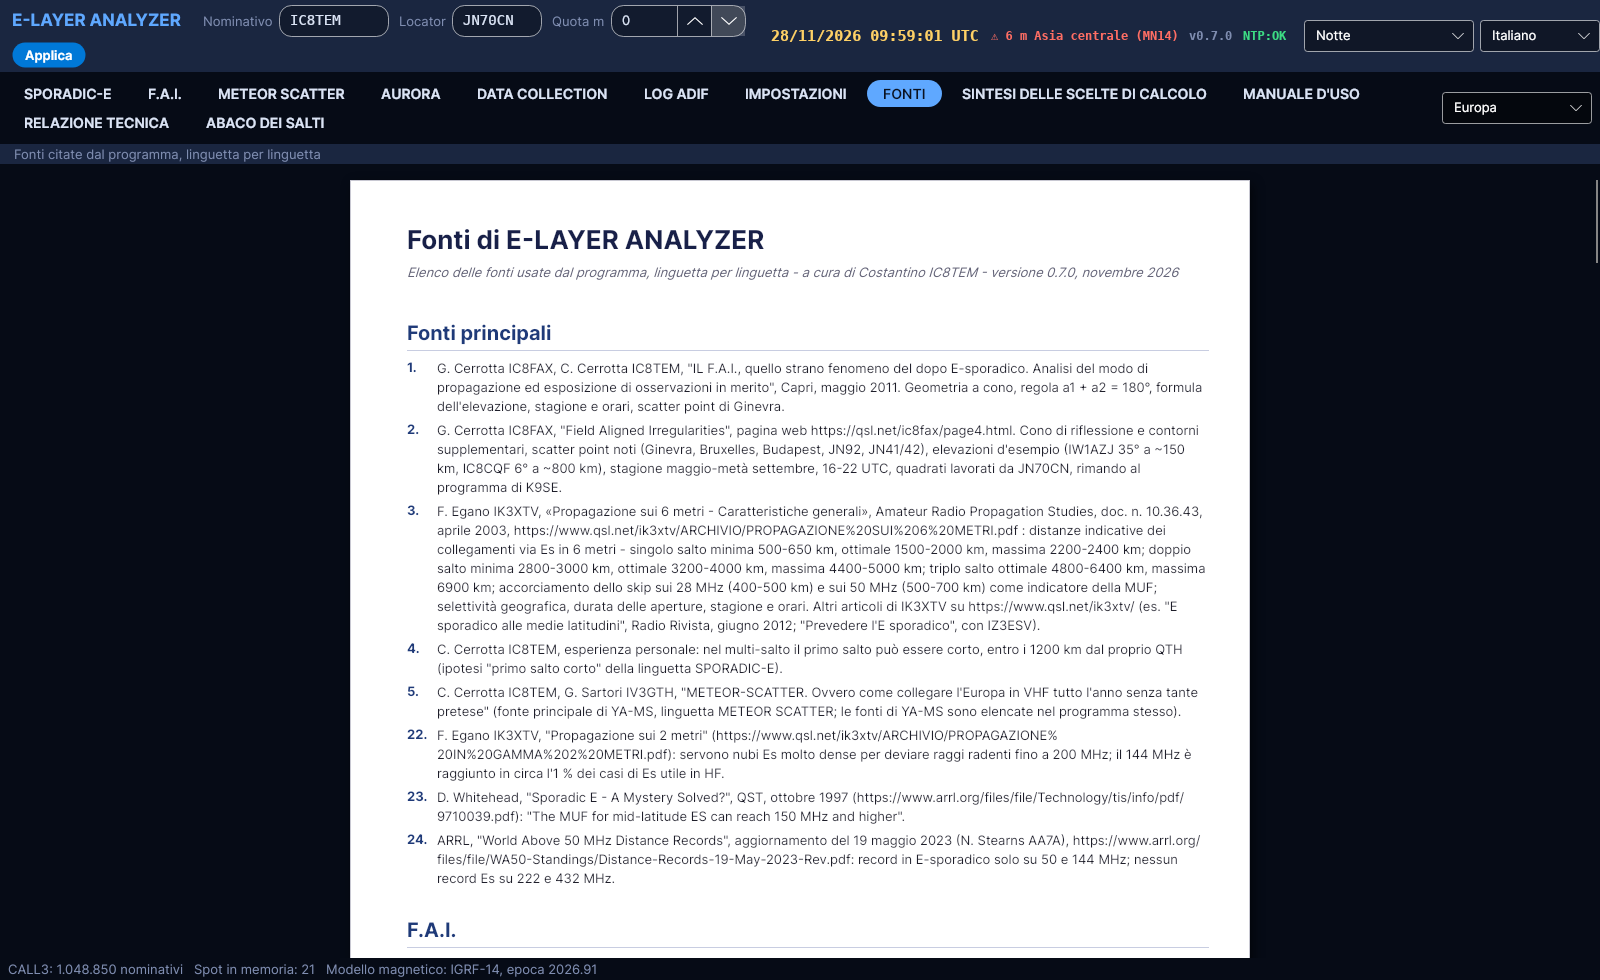 E-LAYER ANALYZER Nominativo IC8TEM Locator JN70CN Quota m 0
28/11/2026 09:59:01 UTC ⚠ 6 m Asia centrale (MN14) v0.7.0 NTP:OK Notte Italiano
Applica
SPORADIC-E F.A.I. METEOR SCATTER AURORA DATA COLLECTION LOG ADIF IMPOSTAZIONI FONTI SINTESI DELLE SCELTE DI CALCOLO MANUALE D'USO
RELAZIONE TECNICA ABACO DEI SALTI
Europa
Fonti citate dal programma, linguetta per linguetta
Fonti di E-LAYER ANALYZER
Elenco delle fonti usate dal programma, linguetta per linguetta - a cura di Costantino IC8TEM - versione 0.7.0, novembre 2026
Fonti principali
1. G. Cerrotta IC8FAX, C. Cerrotta IC8TEM, "IL F.A.I., quello strano fenomeno del dopo E-sporadico. Analisi del modo di
propagazione ed esposizione di osservazioni in merito", Capri, maggio 2011. Geometria a cono, regola a1 + a2 = 180°, formula
dell'elevazione, stagione e orari, scatter point di Ginevra.
2. G. Cerrotta IC8FAX, "Field Aligned Irregularities", pagina web https://qsl.net/ic8fax/page4.html. Cono di riflessione e contorni
supplementari, scatter point noti (Ginevra, Bruxelles, Budapest, JN92, JN41/42), elevazioni d'esempio (IW1AZJ 35° a ~150
km, IC8CQF 6° a ~800 km), stagione maggio-metà settembre, 16-22 UTC, quadrati lavorati da JN70CN, rimando al
programma di K9SE.
3. F. Egano IK3XTV, «Propagazione sui 6 metri - Caratteristiche generali», Amateur Radio Propagation Studies, doc. n. 10.36.43,
aprile 2003, https://www.qsl.net/ik3xtv/ARCHIVIO/PROPAGAZIONE%20SUI%206%20METRI.pdf : distanze indicative dei
collegamenti via Es in 6 metri - singolo salto minima 500-650 km, ottimale 1500-2000 km, massima 2200-2400 km; doppio
salto minima 2800-3000 km, ottimale 3200-4000 km, massima 4400-5000 km; triplo salto ottimale 4800-6400 km, massima
6900 km; accorciamento dello skip sui 28 MHz (400-500 km) e sui 50 MHz (500-700 km) come indicatore della MUF;
selettività geografica, durata delle aperture, stagione e orari. Altri articoli di IK3XTV su https://www.qsl.net/ik3xtv/ (es. "E
sporadico alle medie latitudini", Radio Rivista, giugno 2012; "Prevedere l'E sporadico", con IZ3ESV).
4. C. Cerrotta IC8TEM, esperienza personale: nel multi-salto il primo salto può essere corto, entro i 1200 km dal proprio QTH
(ipotesi "primo salto corto" della linguetta SPORADIC-E).
5. C. Cerrotta IC8TEM, G. Sartori IV3GTH, "METEOR-SCATTER. Ovvero come collegare l'Europa in VHF tutto l'anno senza tante
pretese" (fonte principale di YA-MS, linguetta METEOR SCATTER; le fonti di YA-MS sono elencate nel programma stesso).
22. F. Egano IK3XTV, "Propagazione sui 2 metri" (https://www.qsl.net/ik3xtv/ARCHIVIO/PROPAGAZIONE%
20IN%20GAMMA%202%20METRI.pdf): servono nubi Es molto dense per deviare raggi radenti fino a 200 MHz; il 144 MHz è
raggiunto in circa l'1 % dei casi di Es utile in HF.
23. D. Whitehead, "Sporadic E - A Mystery Solved?", QST, ottobre 1997 (https://www.arrl.org/files/file/Technology/tis/info/pdf/
9710039.pdf): "The MUF for mid-latitude ES can reach 150 MHz and higher".
24. ARRL, "World Above 50 MHz Distance Records", aggiornamento del 19 maggio 2023 (N. Stearns AA7A), https://www.arrl.org/
files/file/WA50-Standings/Distance-Records-19-May-2023-Rev.pdf: record in E-sporadico solo su 50 e 144 MHz; nessun
record Es su 222 e 432 MHz.
F.A.I.
CALL3: 1.048.850 nominativi Spot in memoria: 21 Modello magnetico: IGRF-14, epoca 2026.91